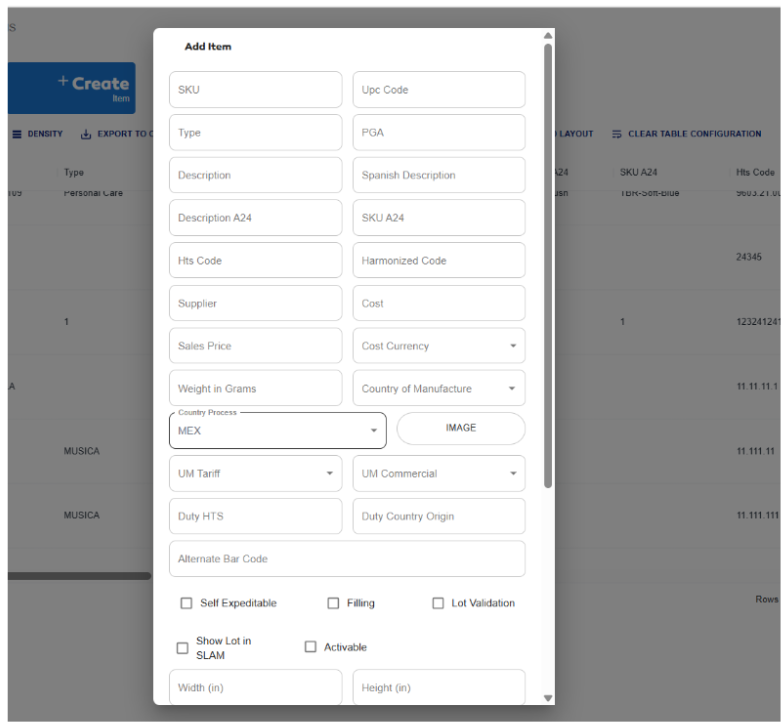 S
Add Item
SKU
Upc Code
+ Create
Item
Type
PGA
DENSITY
EXPORT TO C
LAYOUT
CLEAR TABLE CONFIGURATION
Description
Spanish Description
Type
A24
SKU A24
Hts Code
Personal Care
TBR-Soft-Blue
Description A24
SKU A24
Hts Code
Harmonized Code
24345
Supplier
Cost
1
1
123241241
Sales Price
Cost Currency
Weight in Grams
Country of Manufacture
A
11.11.11.1
Country Process
MEX
IMAGE
MUSICA
11.111.11
UM Tariff
UM Commercial
Duty HTS
Duty Country Origin
MUSICA
11.111.111
Alternate Bar Code
Self Expeditable
Filling
Lot Validation
Rows
Show Lot in
SLAM
Activable
Width (in)
Height (in)